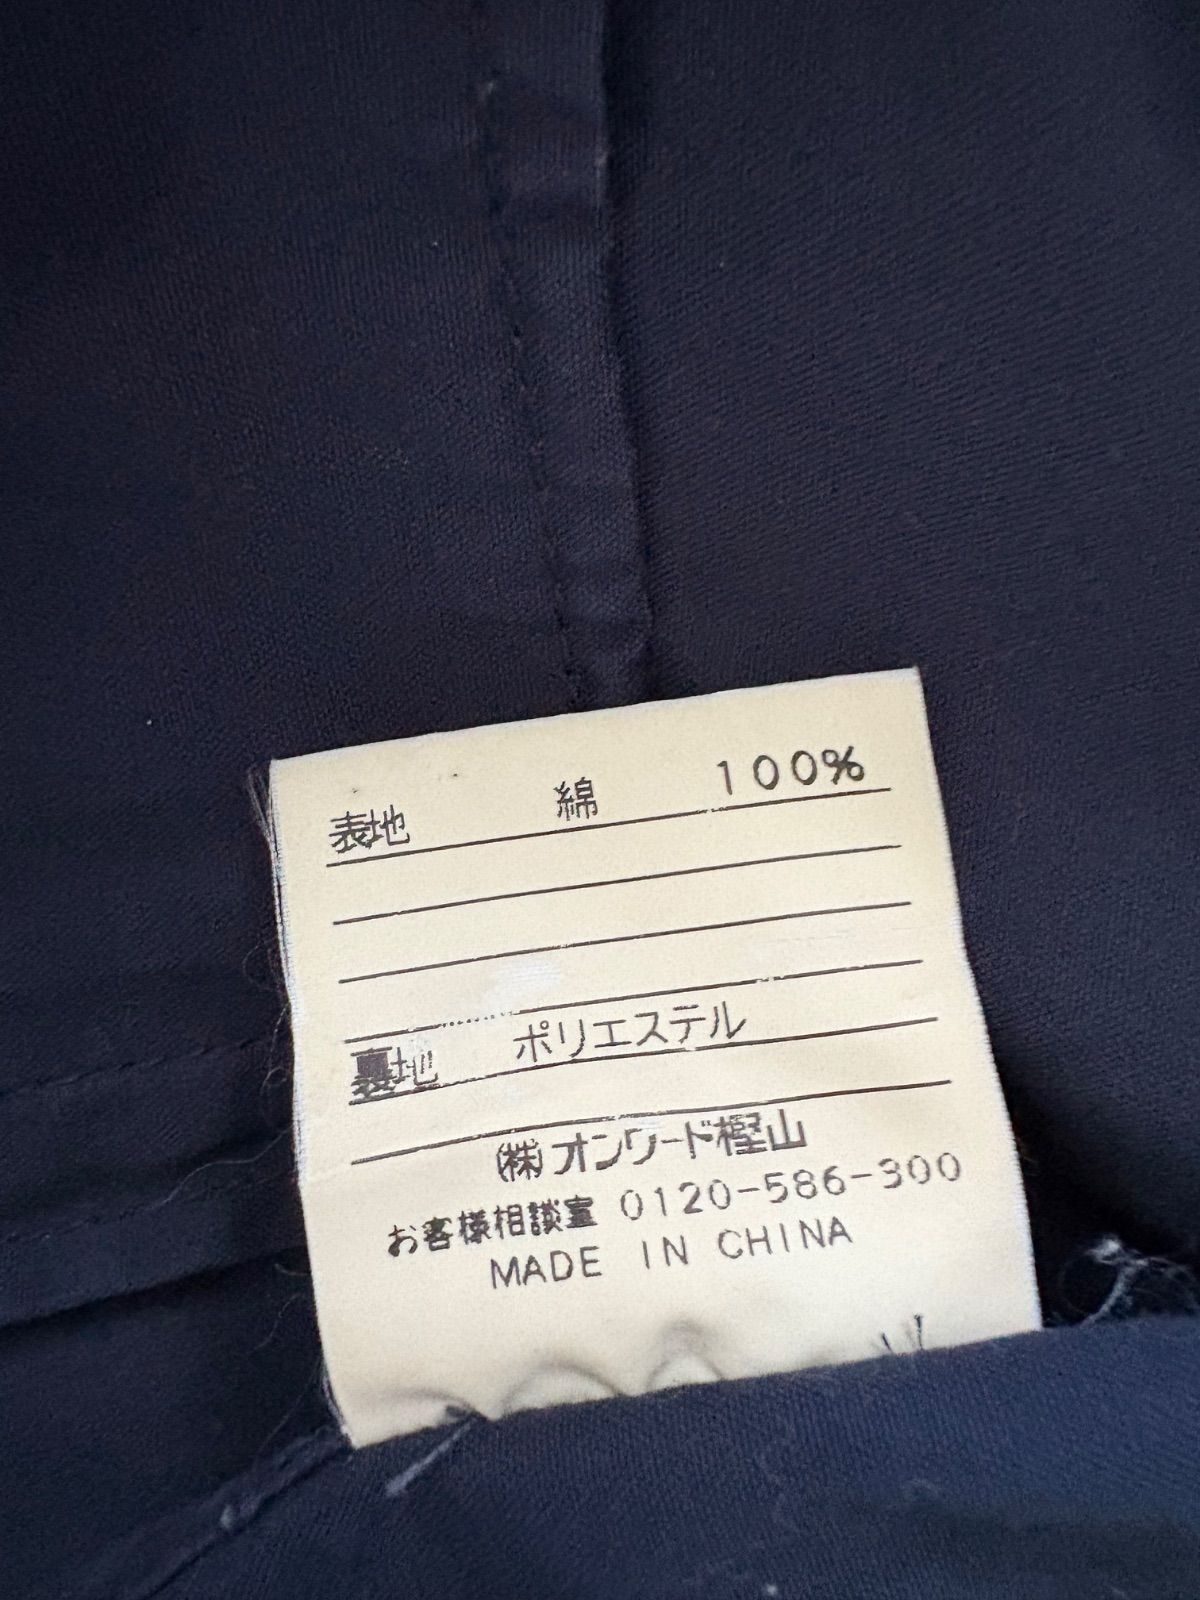 表地 綿 100%
裏地 ポリエステル
(株)オンワード樫山
お客様相談室 0120-586-300
MADE IN CHINA